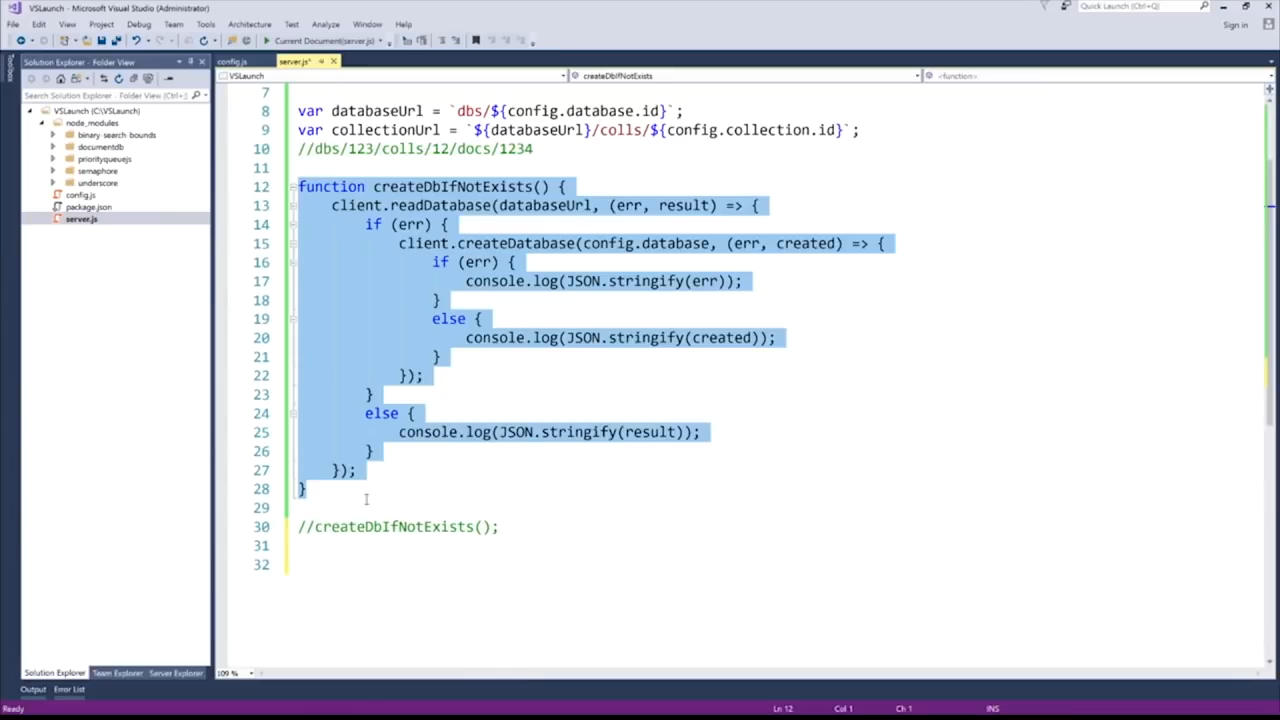 VSLaunch - Microsoft Visual Studio (Administrator)
Quick Launch (Ctrl+Q)
File Edit View Project Debug Team Tools Architecture Test Analyze Window Help
Sign in
Current Document(server.js)
Toolbox
Solution Explorer - Folder View
config.js
server.js*
VSLaunch
createDbIfNotExists
<function>
Search Solution Explorer - Folder View (Ctrl+;)
VSLaunch (C:\VSLaunch)
node_modules
binary-search-bounds
documentdb
priorityqueuejs
semaphore
underscore
config.js
package.json
server.js
7
8 var databaseUrl = `dbs/${config.database.id}`;
9 var collectionUrl = `${databaseUrl}/colls/${config.collection.id}`;
10 //dbs/123/colls/12/docs/1234
11
12 function createDbIfNotExists() {
13 client.readDatabase(databaseUrl, (err, result) => {
14 if (err) {
15 client.createDatabase(config.database, (err, created) => {
16 if (err) {
17 console.log(JSON.stringify(err));
18 }
19 else {
20 console.log(JSON.stringify(created));
21 }
22 });
23 }
24 else {
25 console.log(JSON.stringify(result));
26 }
27 });
28 }
29
30 //createDbIfNotExists();
31
32
Solution Explorer Team Explorer Server Explorer
109 %
Output Error List
Ready
Ln 12 Col 1 Ch 1 INS